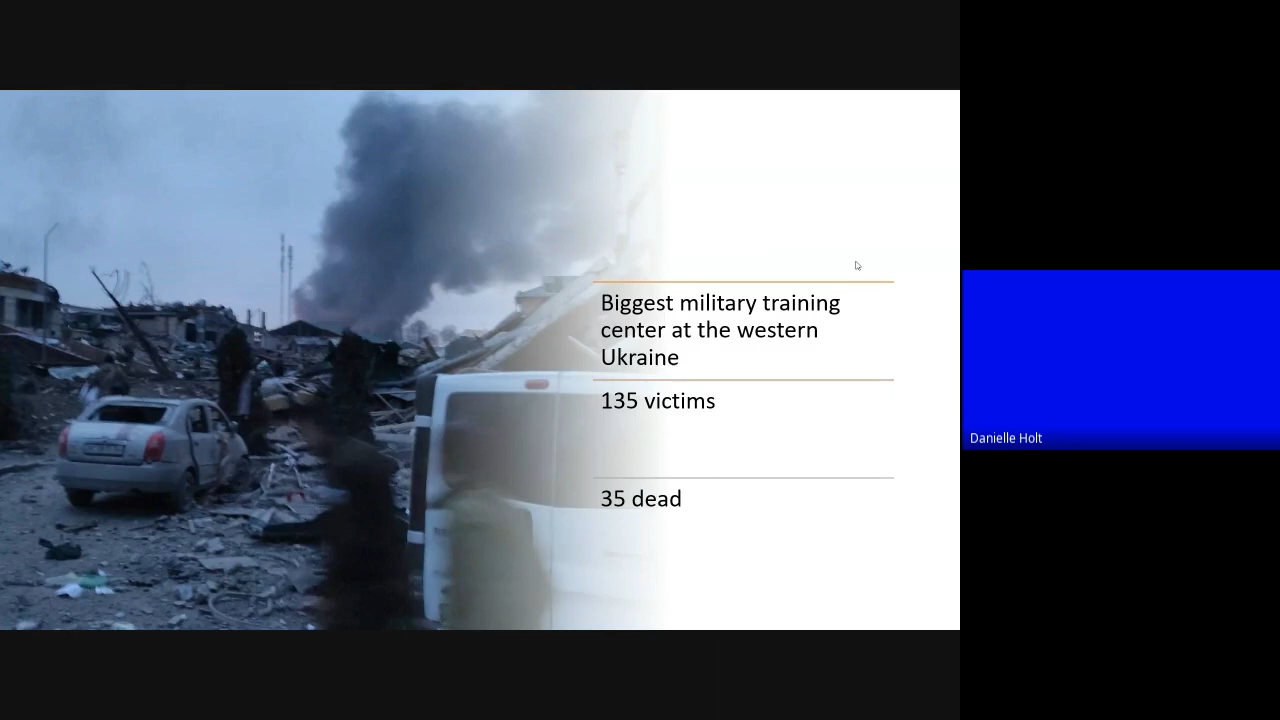 Biggest military training
center at the western
Ukraine
135 victims
35 dead
Danielle Holt